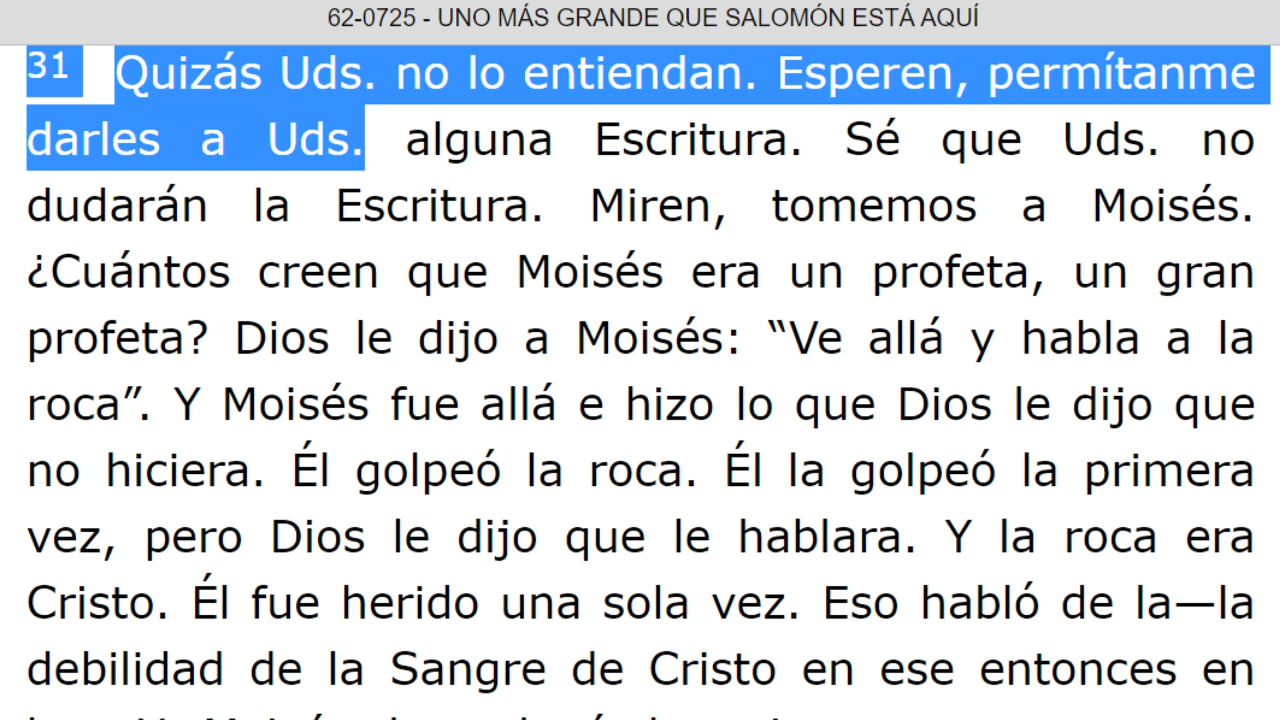 62-0725 - UNO MÁS GRANDE QUE SALOMÓN ESTÁ AQUÍ
31 Quizás Uds. no lo entiendan. Esperen, permítanme
darles a Uds. alguna Escritura. Sé que Uds. no
dudarán la Escritura. Miren, tomemos a Moisés.
¿Cuántos creen que Moisés era un profeta, un gran
profeta? Dios le dijo a Moisés: “Ve allá y habla a la
roca”. Y Moisés fue allá e hizo lo que Dios le dijo que
no hiciera. Él golpeó la roca. Él la golpeó la primera
vez, pero Dios le dijo que le hablara. Y la roca era
Cristo. Él fue herido una sola vez. Eso habló de la—la
debilidad de la Sangre de Cristo en ese entonces en